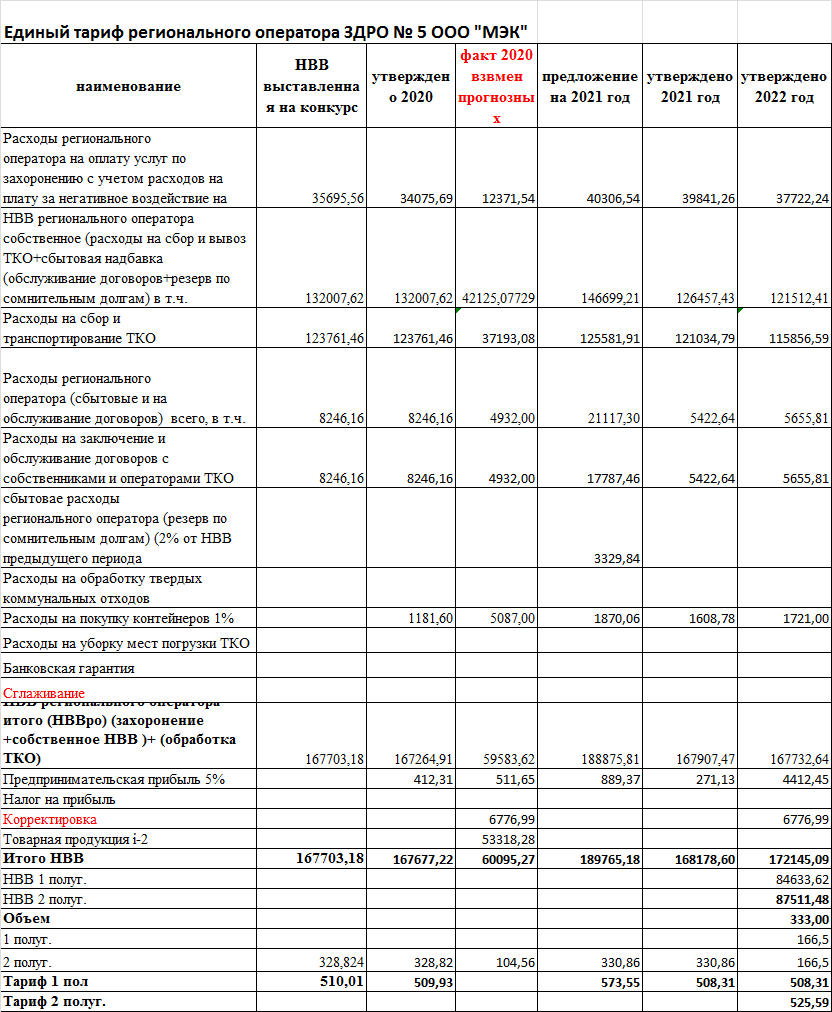 Единый тариф регионального оператора ЗДРО № 5 ООО "МЭК"
наименование
НВВ
выставленна
я на конкурс
утвержден
о 2020
факт 2020
взвмен
прогнозны
х
предложение
на 2021 год
утверждено
2021 год
утверждено
2022 год
Расходы регионального
оператора на оплату услуг по
захоронению с учетом расходов на
плату за негативное воздействие на 35695,56 34075,69 12371,54 40306,54 39841,26 37722,24
НВВ регионального оператора
собственное (расходы на сбор и вывоз
ТКО+сбытовая надбавка
(обслуживание договоров+резерв по
сомнительным долгам) в т.ч. 132007,62 132007,62 42125,07729 146699,21 126457,43 121512,41
Расходы на сбор и
транспортирование ТКО 123761,46 123761,46 37193,08 125581,91 121034,79 115856,59
Расходы регионального
оператора (сбытовые и на
обслуживание договоров) всего, в т.ч. 8246,16 8246,16 4932,00 21117,30 5422,64 5655,81
Расходы на заключение и
обслуживание договоров с
собственниками и операторами ТКО 8246,16 8246,16 4932,00 17787,46 5422,64 5655,81
сбытовае расходы
регионального оператора (резерв по
сомнительным долгам) (2% от НВВ
предыдущего периода 3329,84
Расходы на обработку твердых
коммунальных отходов
Расходы на покупку контейнеров 1% 1181,60 5087,00 1870,06 1608,78 1721,00
Расходы на уборку мест погрузки ТКО
Банковская гарантия
Сглаживание
НВВ регионального оператора
итого (НВВро) (захоронение
+собственное НВВ )+ (обработка
ТКО) 167703,18 167264,91 59583,62 188875,81 167907,47 167732,64
Предпринимательская прибыль 5% 412,31 511,65 889,37 271,13 4412,45
Налог на прибыль
Корректировка 6776,99 6776,99
Товарная продукция i-2 53318,28
Итого НВВ 167703,18 167677,22 60095,27 189765,18 168178,60 172145,09
НВВ 1 полуг. 84633,62
НВВ 2 полуг. 87511,48
Объем 333,00
1 полуг. 166,5
2 полуг. 328,824 328,82 104,56 330,86 330,86 166,5
Тариф 1 пол 510,01 509,93 573,55 508,31 508,31
Тариф 2 полуг. 525,59